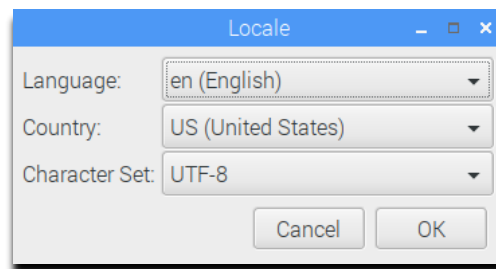 Locale
Language: en (English)
Country: US (United States)
Character Set: UTF-8
Cancel OK